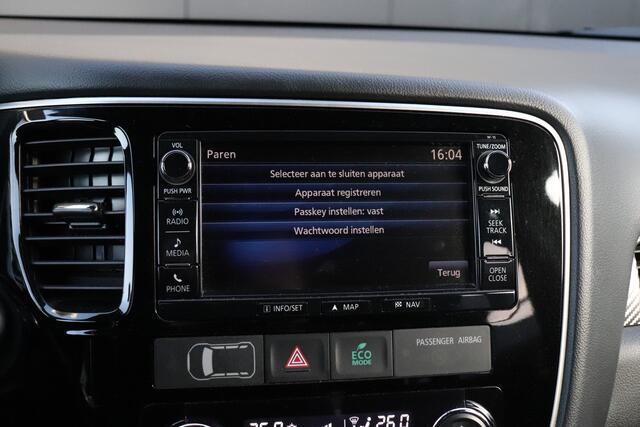 VOL
PUSH PWR
RADIO
MEDIA
PHONE
Paren 16:04
Selecteer aan te sluiten apparaat
Apparaat registreren
Passkey instellen: vast
Wachtwoord instellen
Terug
TUNE/ZOOM
PUSH SOUND
SEEK
TRACK
OPEN
CLOSE
INFO/SET MAP NAV
ECO
MODE
PASSENGER AIRBAG
26.0